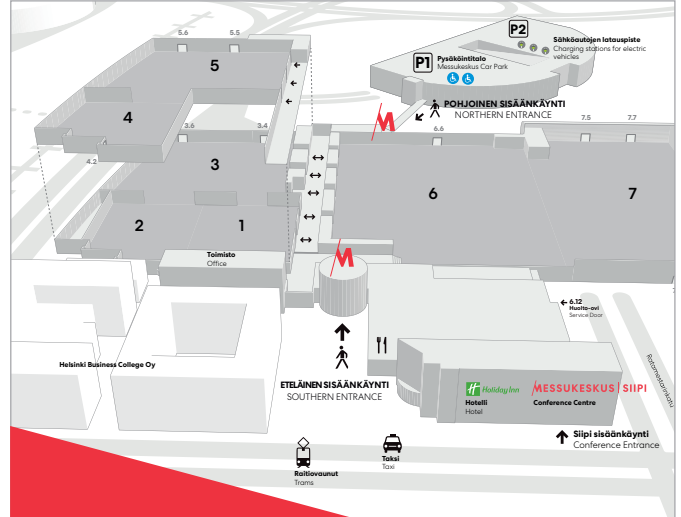 5.6
5.5
5
P2
Sähköautojen latauspiste
Charging stations for electric
vehicles
P1
Pysäköintitalo
Messukeskus Car Park
4
POHJOINEN SISÄÄNKÄYNTI
NORTHERN ENTRANCE
3.6
3.4
6.6
7.5
7.7
4.2
3
6
7
2
1
Toimisto
Office
6.12
Huolto-ovi
Service Door
Helsinki Business College Oy
Ratamestarinkatu
ETELÄINEN SISÄÄNKÄYNTI
SOUTHERN ENTRANCE
H Holiday Inn
MESSUKESKUS SIIPI
Hotelli
Hotel
Conference Centre
Siipi sisäänkäynti
Conference Entrance
Raitiovaunut
Trams
Taksi
Taxi